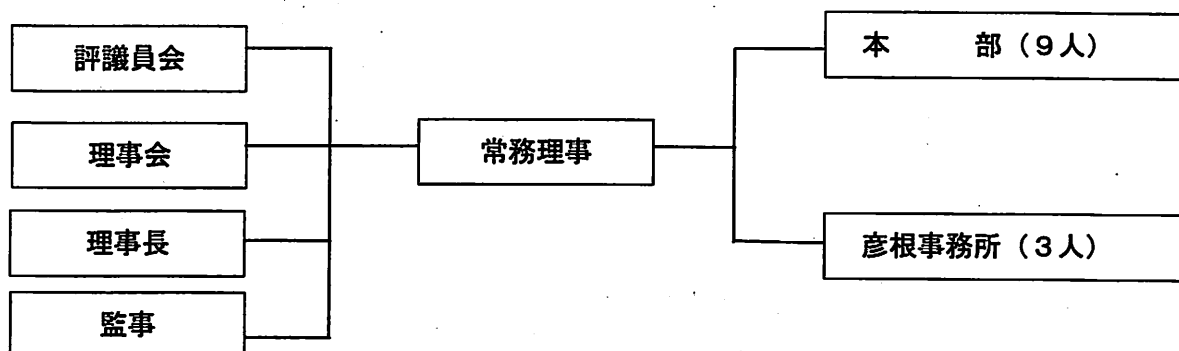 評議員会
理事会
理事長
監事
常務理事
本　　　部（９人）
彦根事務所（３人）